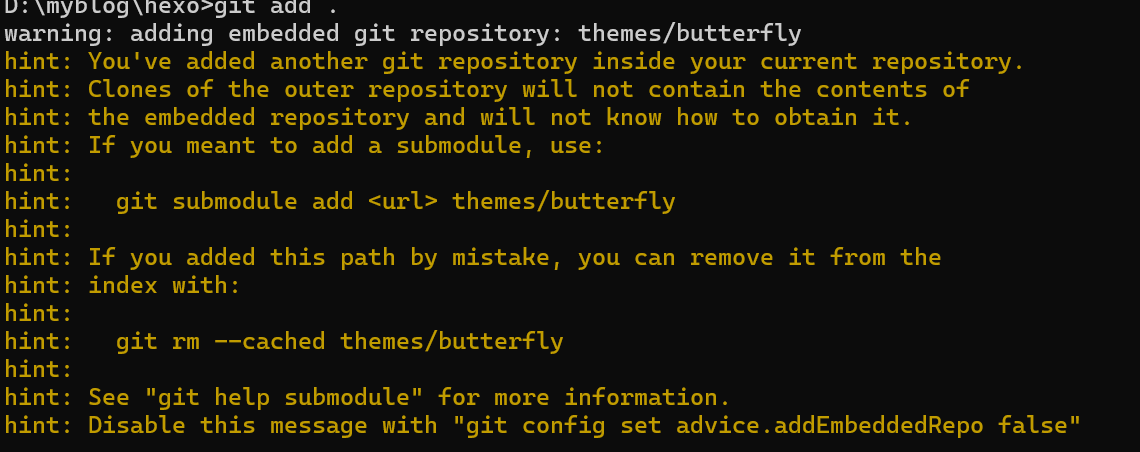 D:\myblog\hexo>git add .
warning: adding embedded git repository: themes/butterfly
hint: You've added another git repository inside your current repository.
hint: Clones of the outer repository will not contain the contents of
hint: the embedded repository and will not know how to obtain it.
hint: If you meant to add a submodule, use:
hint:
hint:   git submodule add <url> themes/butterfly
hint:
hint: If you added this path by mistake, you can remove it from the
hint: index with:
hint:
hint:   git rm --cached themes/butterfly
hint:
hint: See "git help submodule" for more information.
hint: Disable this message with "git config set advice.addEmbeddedRepo false"